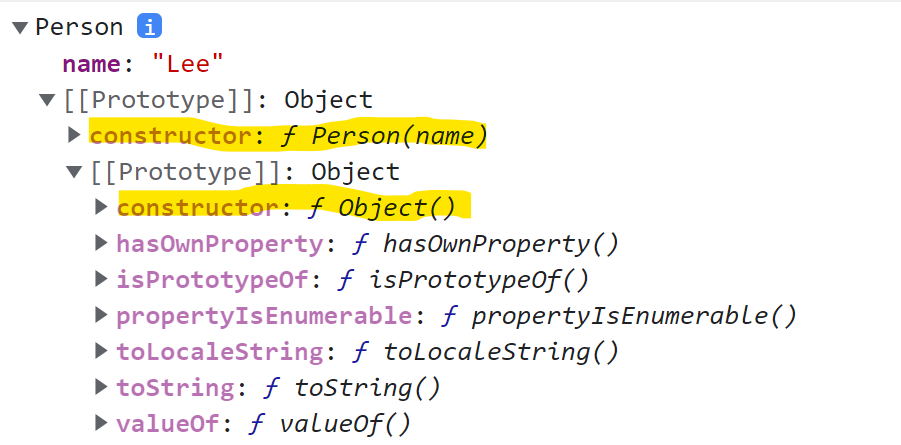 Person i
name: "Lee"
[[Prototype]]: Object
constructor: ƒ Person(name)
[[Prototype]]: Object
constructor: ƒ Object()
hasOwnProperty: ƒ hasOwnProperty()
isPrototypeOf: ƒ isPrototypeOf()
propertyIsEnumerable: ƒ propertyIsEnumerable()
toLocaleString: ƒ toLocaleString()
toString: ƒ toString()
valueOf: ƒ valueOf()